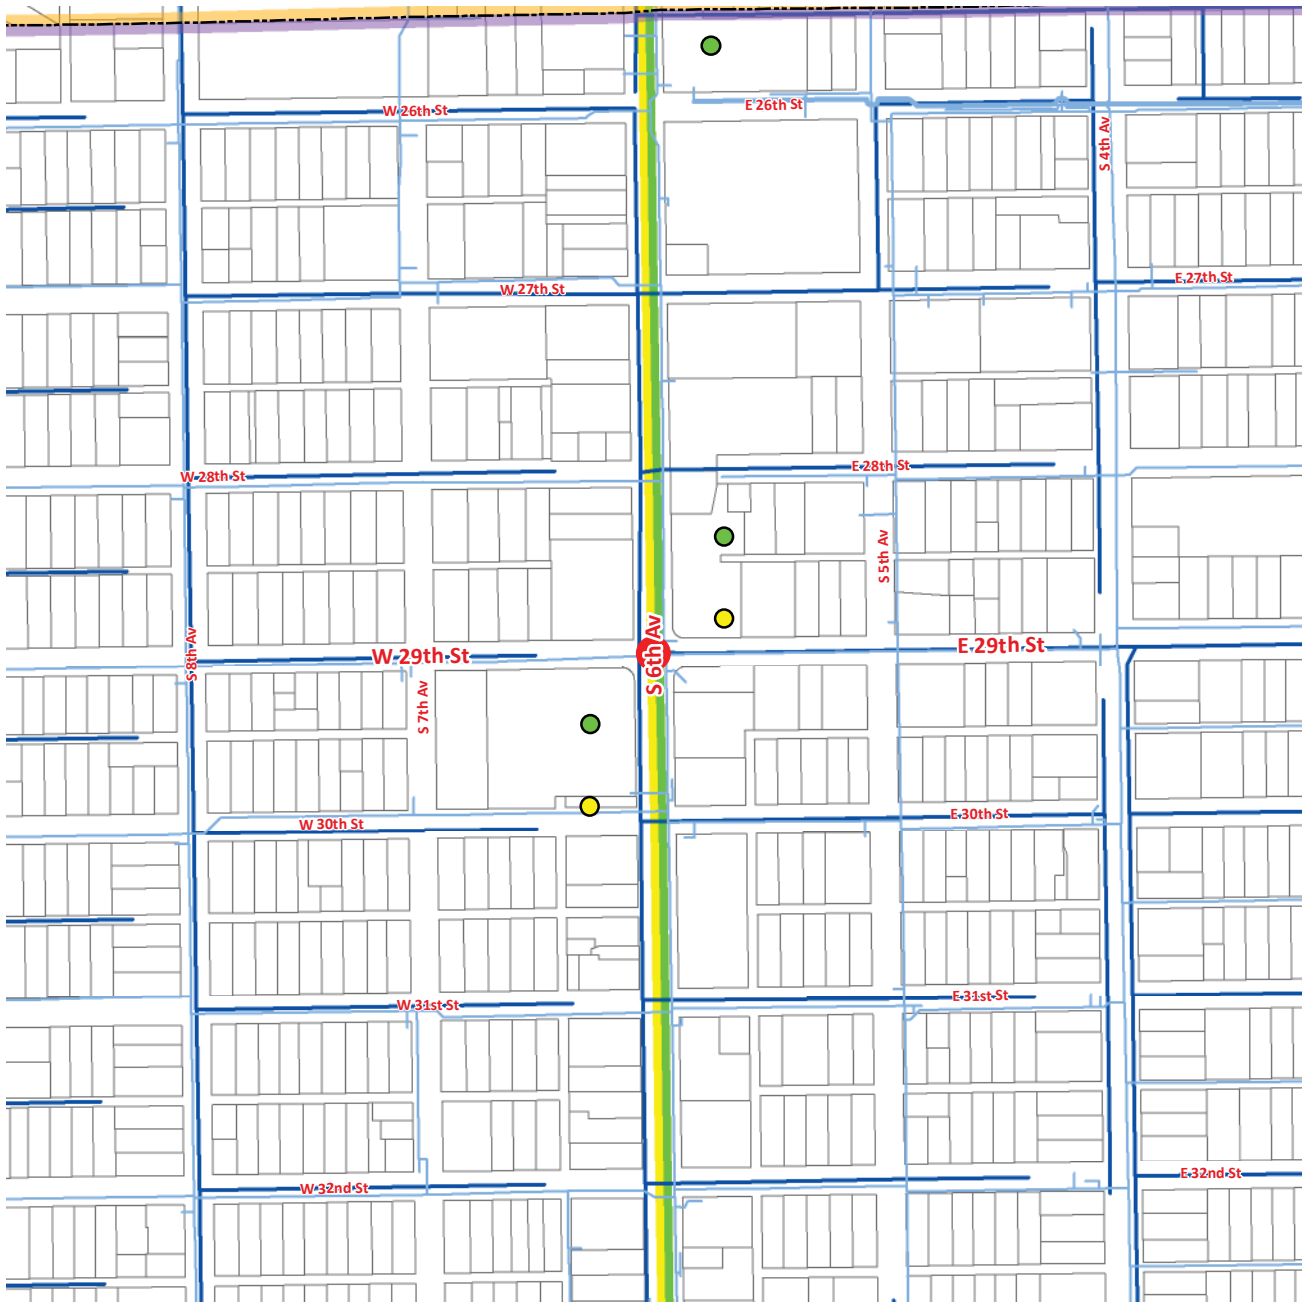 W 26th St
E 26th St
S 4th Av
E 27th St
W 27th St
E 28th St
W 28th St
S 5th Av
S 8th Av
W 29th St
S 6th Av
E 29th St
S 7th Av
E 30th St
W 30th St
E 31st St
W 31st St
E 32nd St
W 32nd St